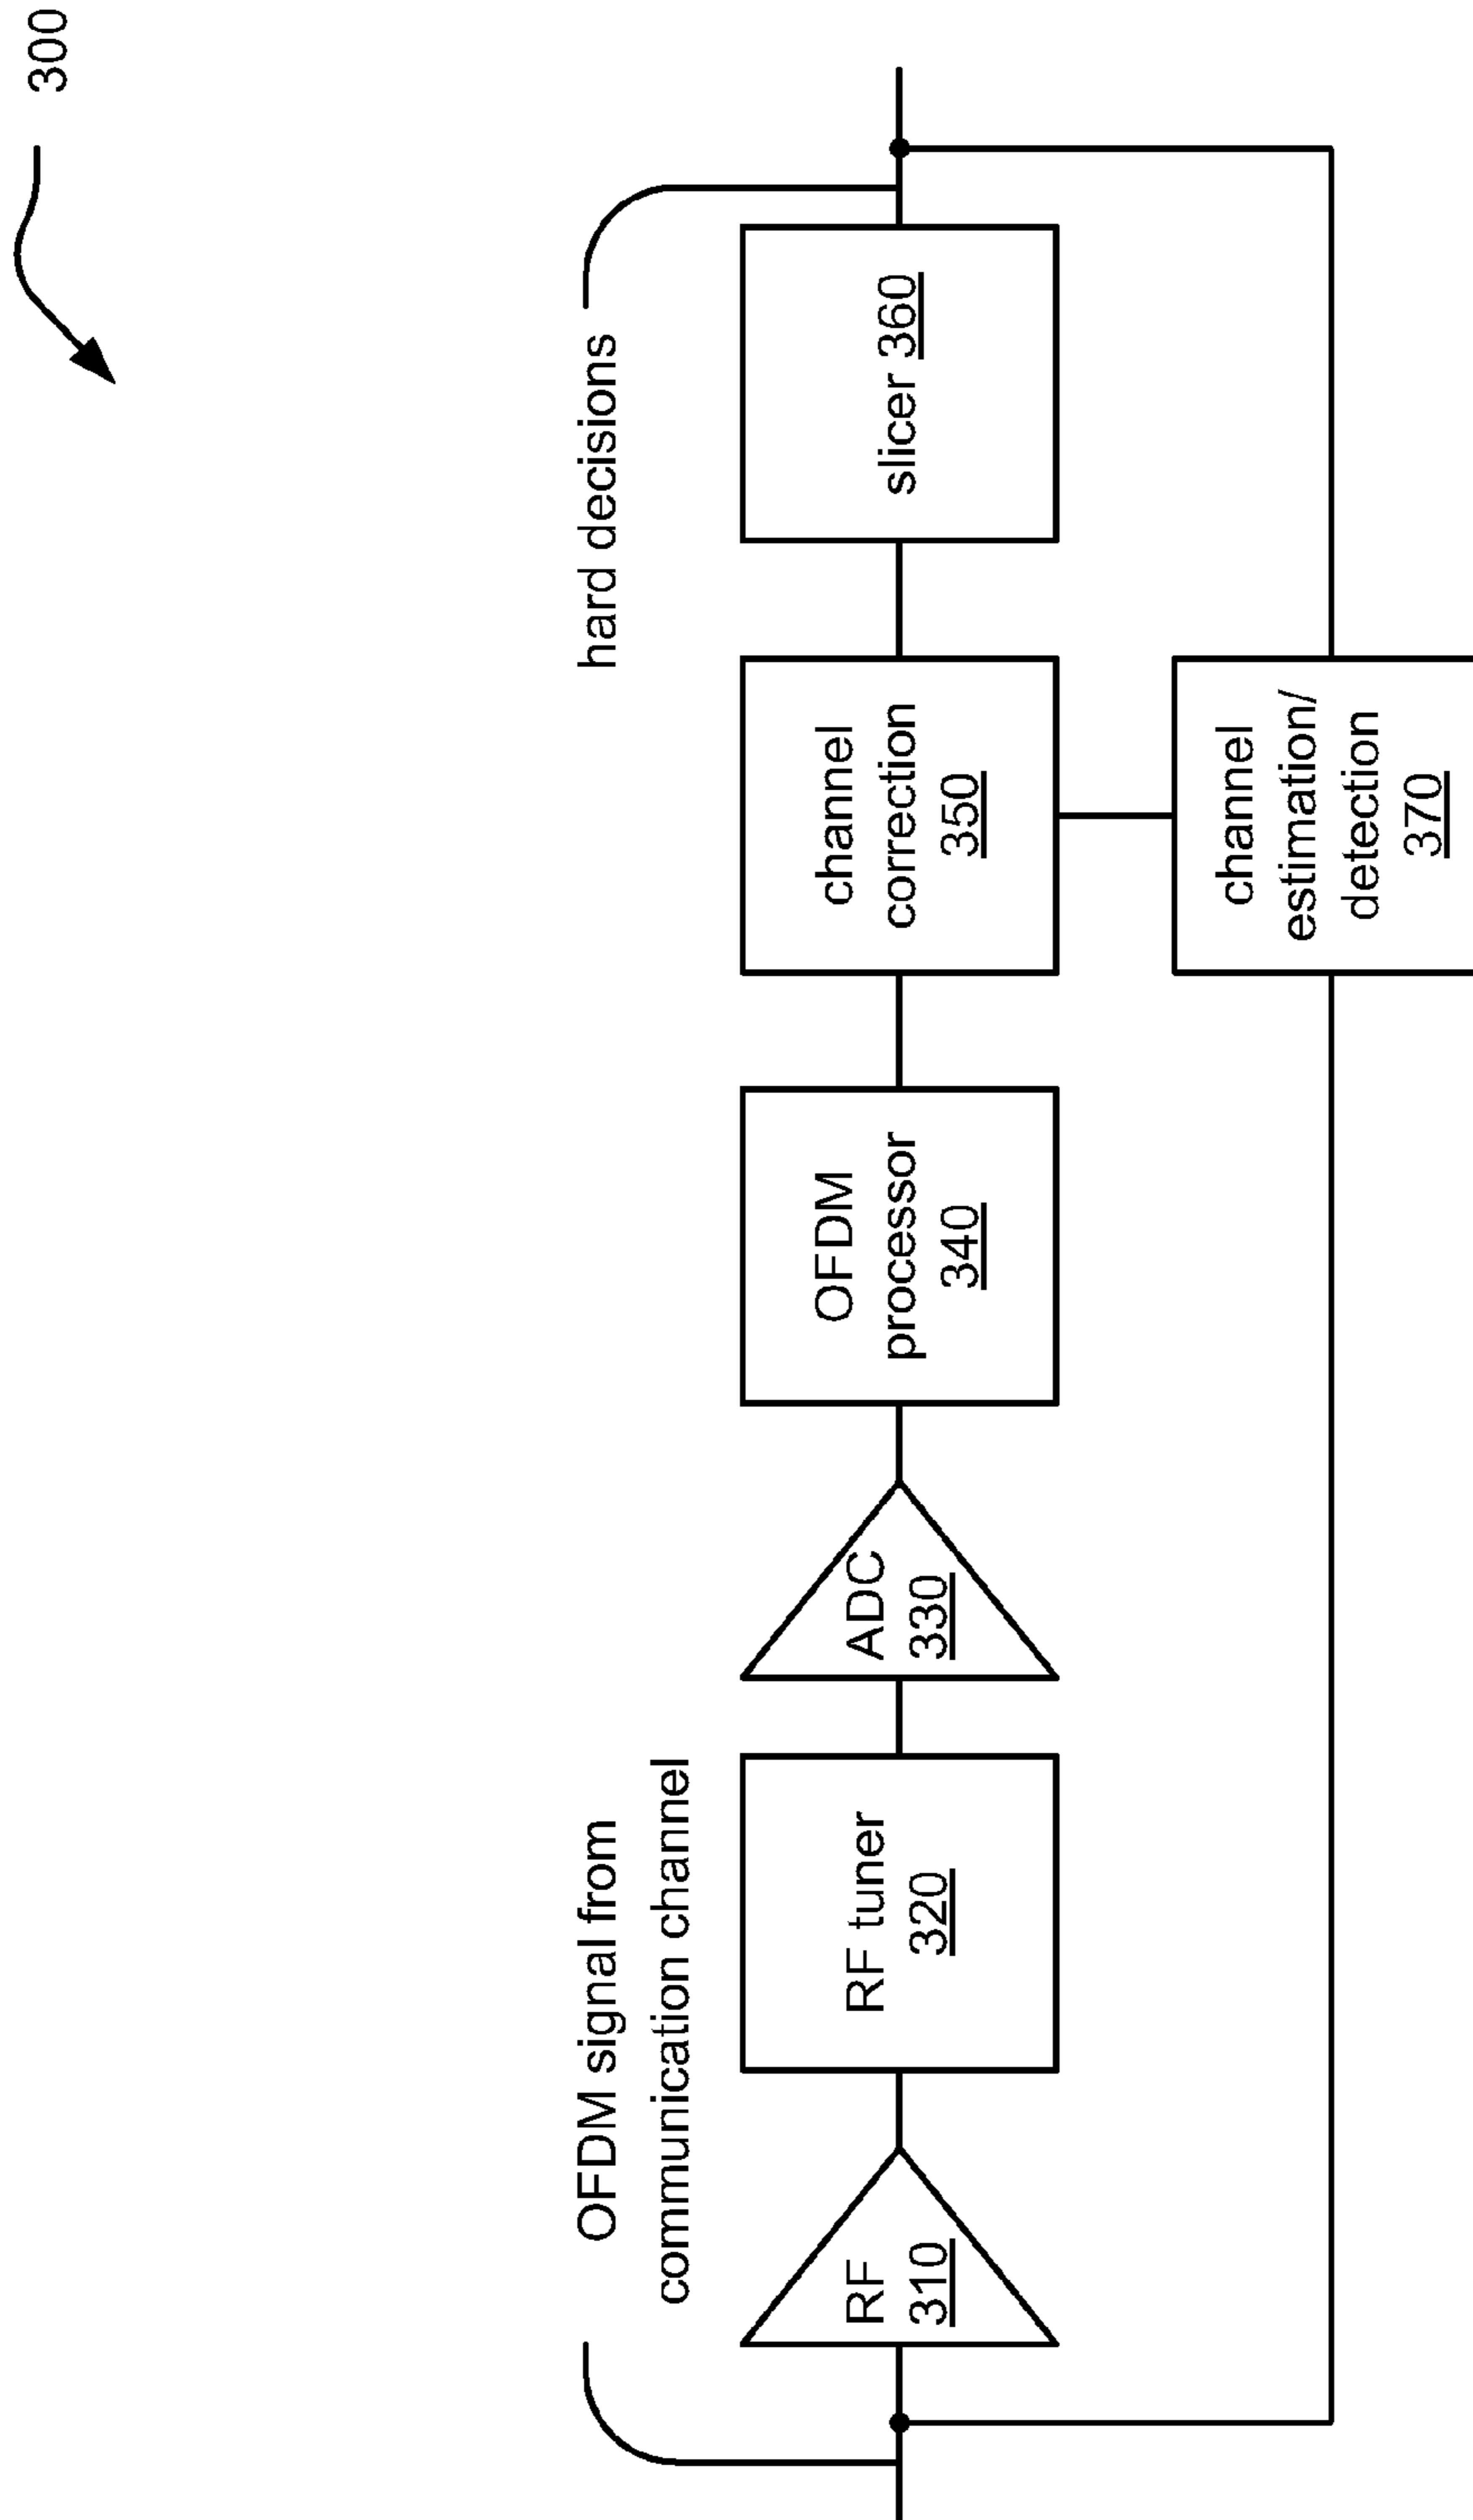 300
OFDM signal from
communication channel
hard decisions
RF
310
RF tuner
320
ADC
330
OFDM
processor
340
channel
correction
350
slicer 360
channel
estimation/
detection
370